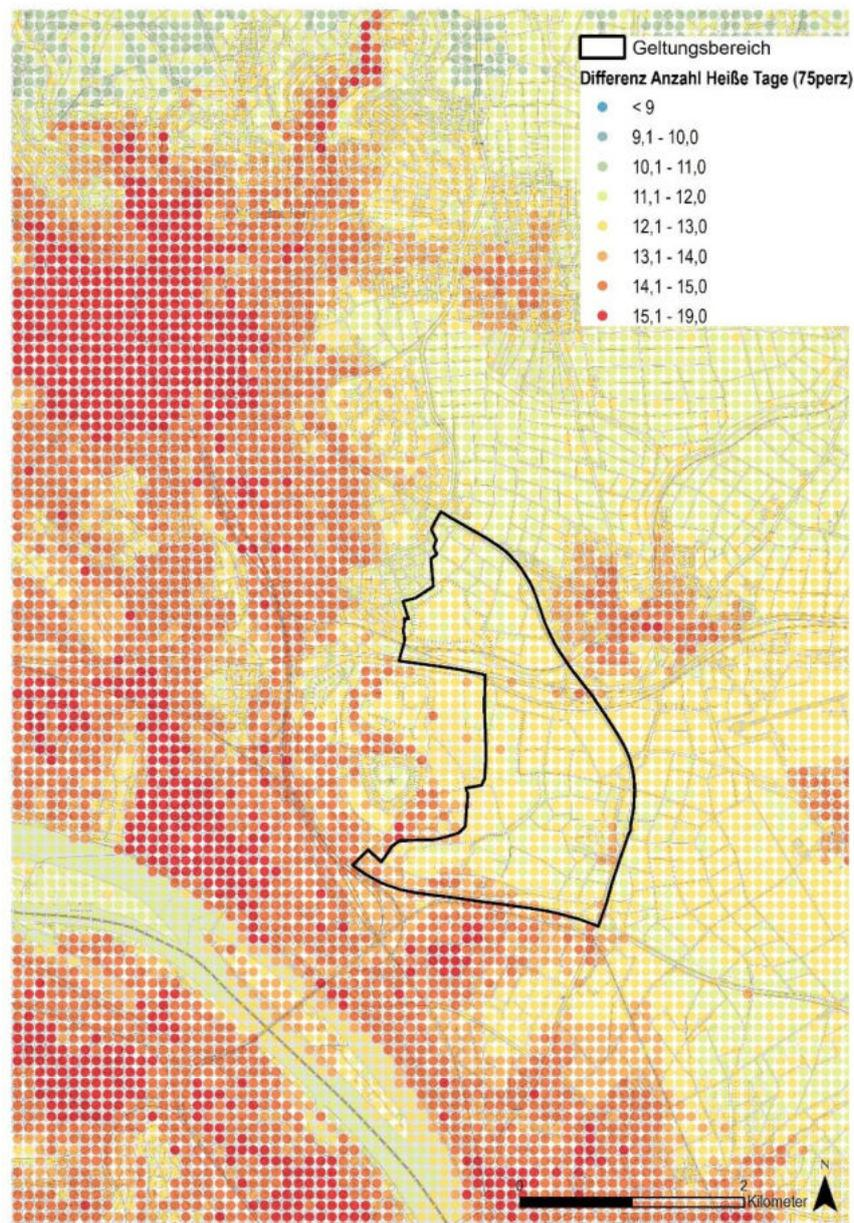 Geltungsbereich
Differenz Anzahl Heiße Tage (75perz)
< 9
9,1 - 10,0
10,1 - 11,0
11,1 - 12,0
12,1 - 13,0
13,1 - 14,0
14,1 - 15,0
15,1 - 19,0
N
0 2
Kilometer